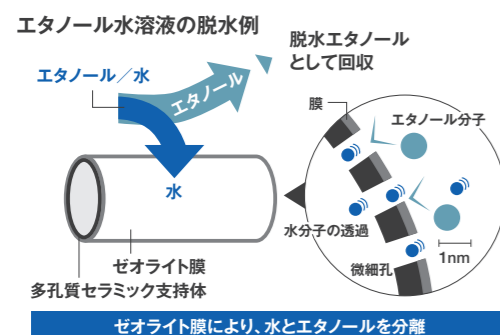 エタノール水溶液の脱水例
エタノール／水
エタノール
脱水エタノール
として回収
膜
エタノール分子
水
水分子の透過
1nm
微細孔
ゼオライト膜
多孔質セラミック支持体
ゼオライト膜により、水とエタノールを分離